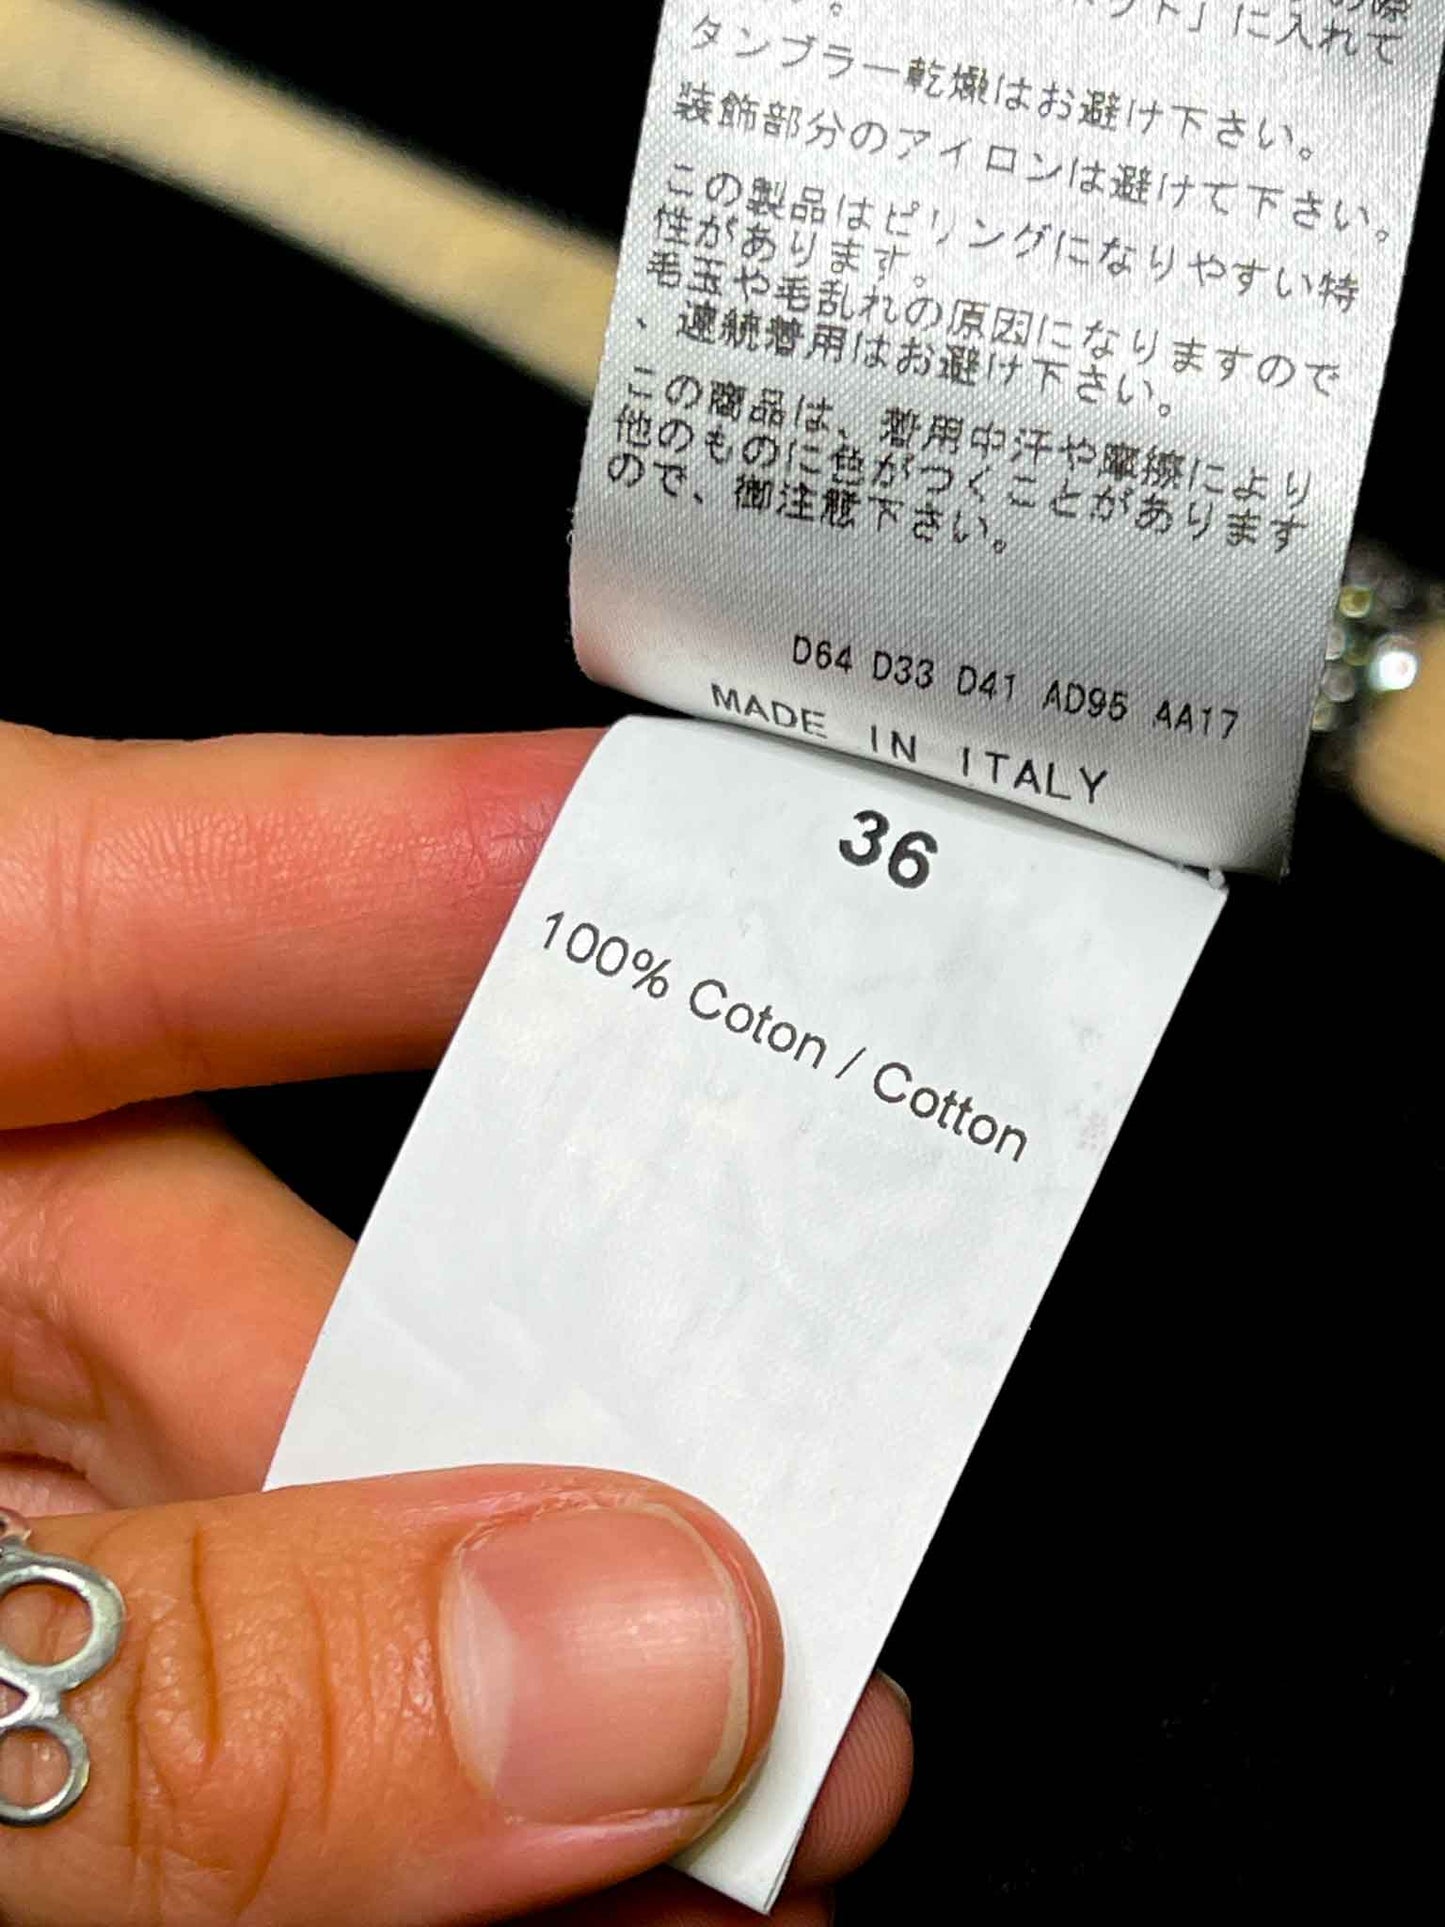 ット」に入れて
タンブラー乾燥はお避け下さい。
装飾部分のアイロンは避けて下さい。
この製品はピリングになりやすい特
性があります。
毛玉や毛乱れの原因になりますので
、連続着用はお避け下さい。
この商品は、着用中汗や摩擦により
他のものに色がつくことがあります
ので、御注意下さい。
D64 D33 D41 AD95 AA17
MADE IN ITALY
36
100% Coton / Cotton